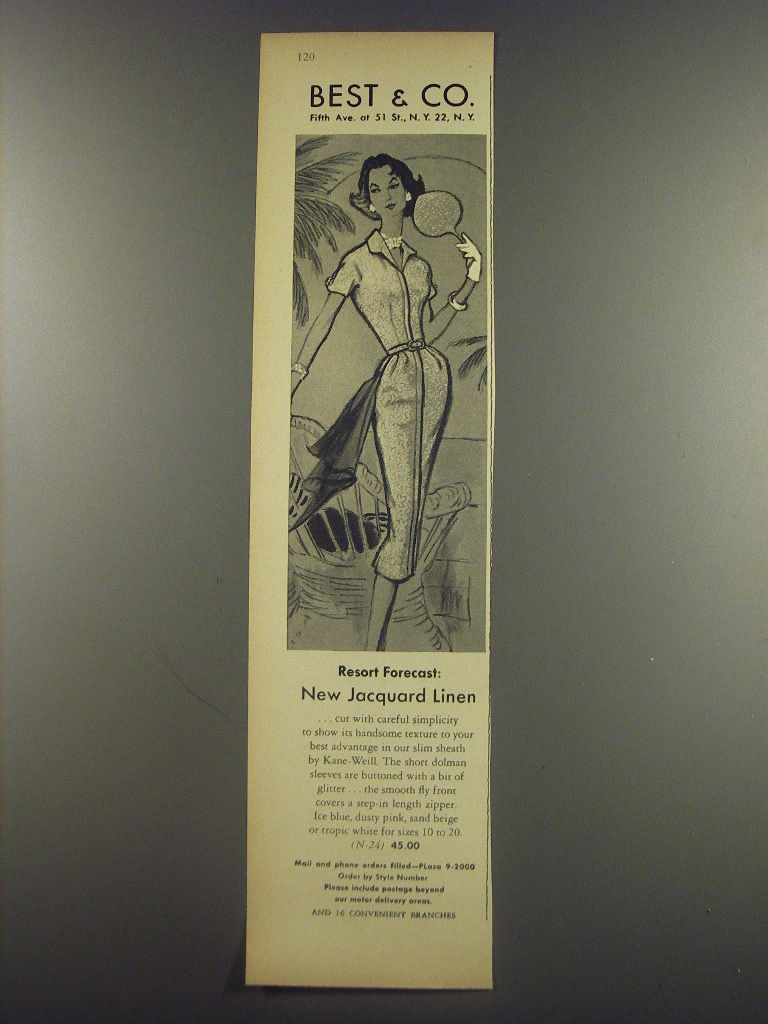 120
BEST & CO.
Fifth Ave. at 51 St., N. Y. 22, N. Y.
Resort Forecast:
New Jacquard Linen
. . . cut with careful simplicity
to show its handsome texture to your
best advantage in our slim sheath
by Kane-Weill. The short dolman
sleeves are buttoned with a bit of
glitter . . . the smooth fly front
covers a step-in length zipper.
Ice blue, dusty pink, sand beige
or tropic white for sizes 10 to 20.
(N-24) 45.00
Mail and phone orders filled—PLaza 9-2000
Order by Style Number
Please include postage beyond
our motor delivery areas.
AND 16 CONVENIENT BRANCHES